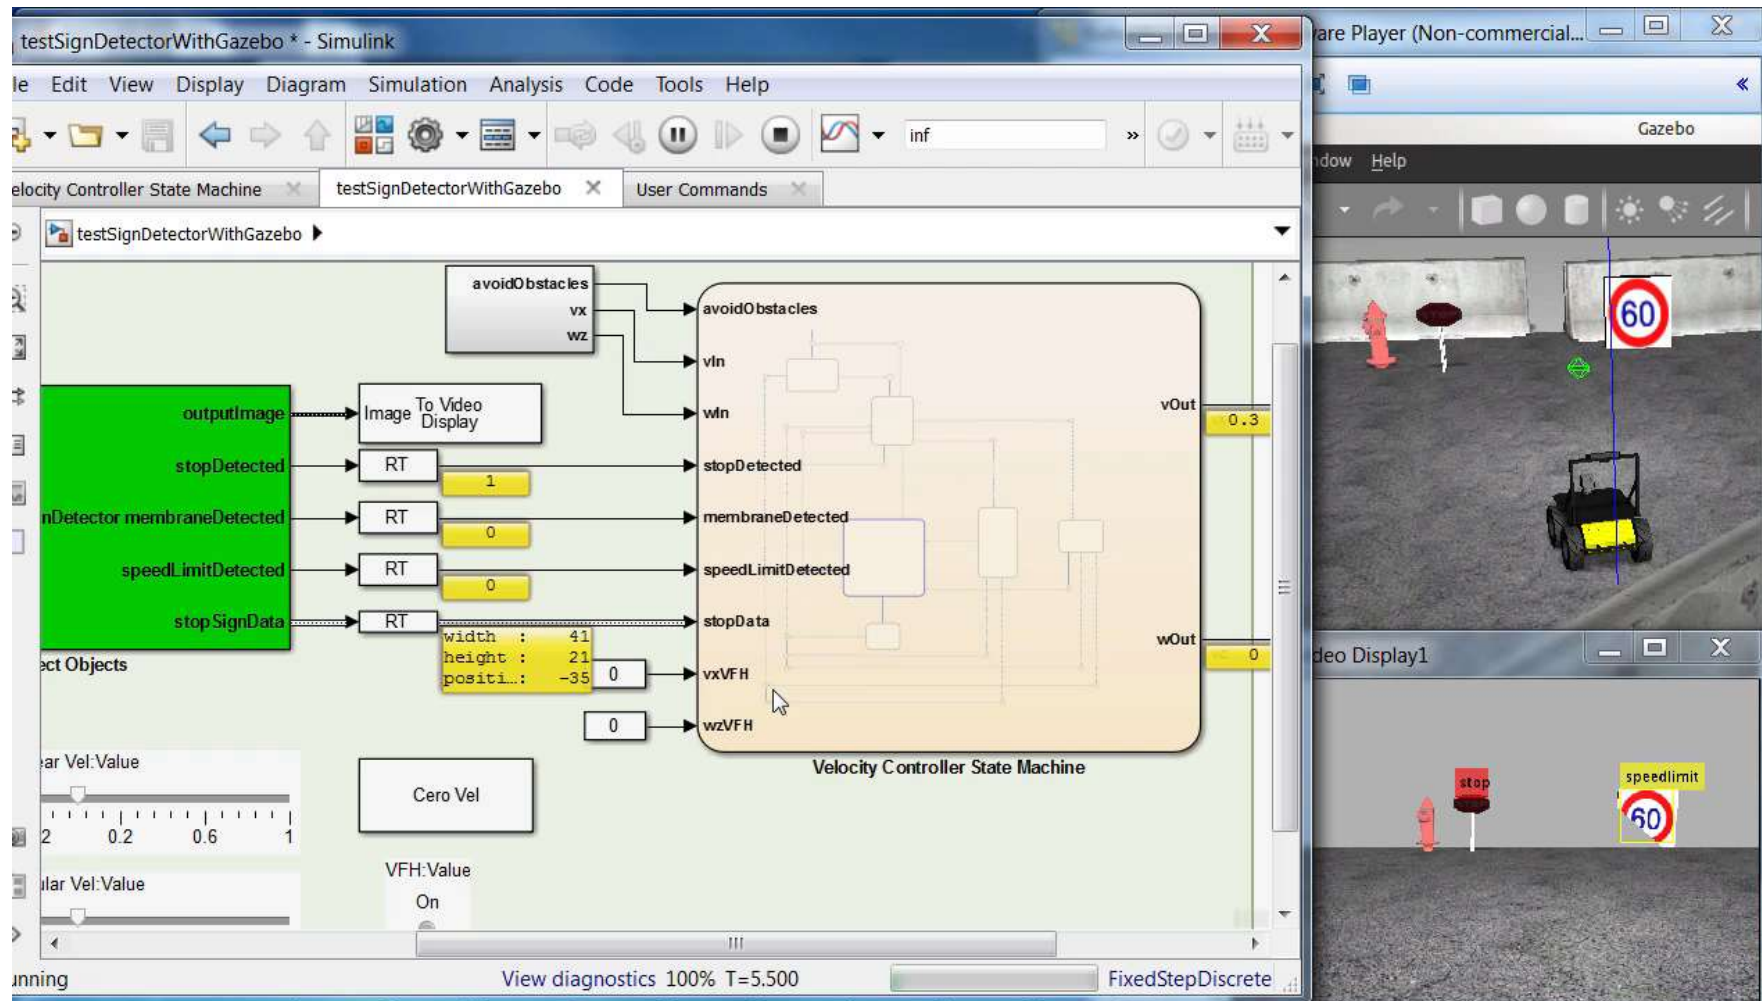 testSignDetectorWithGazebo * - Simulink
le Edit View Display Diagram Simulation Analysis Code Tools Help
inf
»
elocity Controller State Machine
testSignDetectorWithGazebo
User Commands
testSignDetectorWithGazebo
avoidObstacles
vx
wz
outputImage
stopDetected
nDetector membraneDetected
speedLimitDetected
stopSignData
ect Objects
Image To Video
Display
RT
1
RT
0
RT
0
RT
width : 41
height : 21
positi…: -35
0
0
avoidObstacles
vIn
wIn
stopDetected
membraneDetected
speedLimitDetected
stopData
vxVFH
wzVFH
vOut
0.3
wOut
0
Velocity Controller State Machine
ear Vel:Value
2 0.2 0.6 1
ular Vel:Value
Cero Vel
VFH:Value
On
unning
View diagnostics 100% T=5.500
FixedStepDiscrete
are Player (Non-commercial...
«
Gazebo
ndow Help
60
deo Display1
stop
speedlimit
60